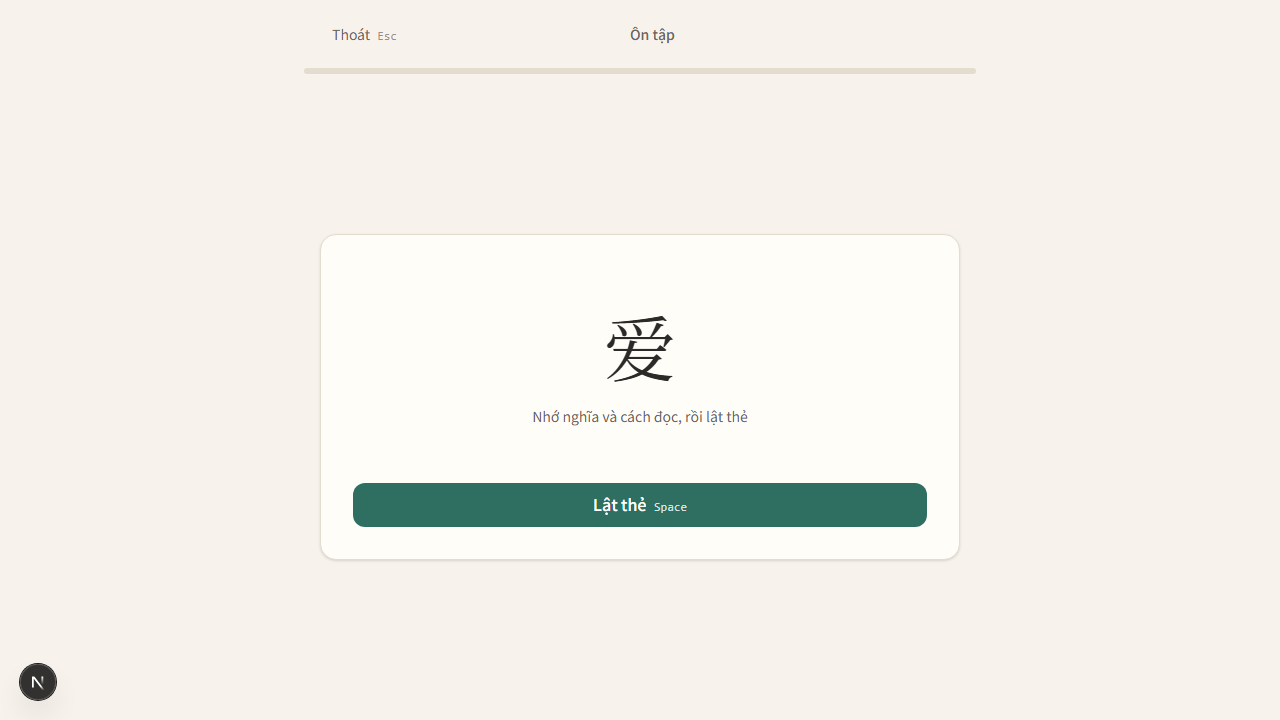 Thoát Esc
Ôn tập
爱
Nhớ nghĩa và cách đọc, rồi lật thẻ
Lật thẻ Space
N